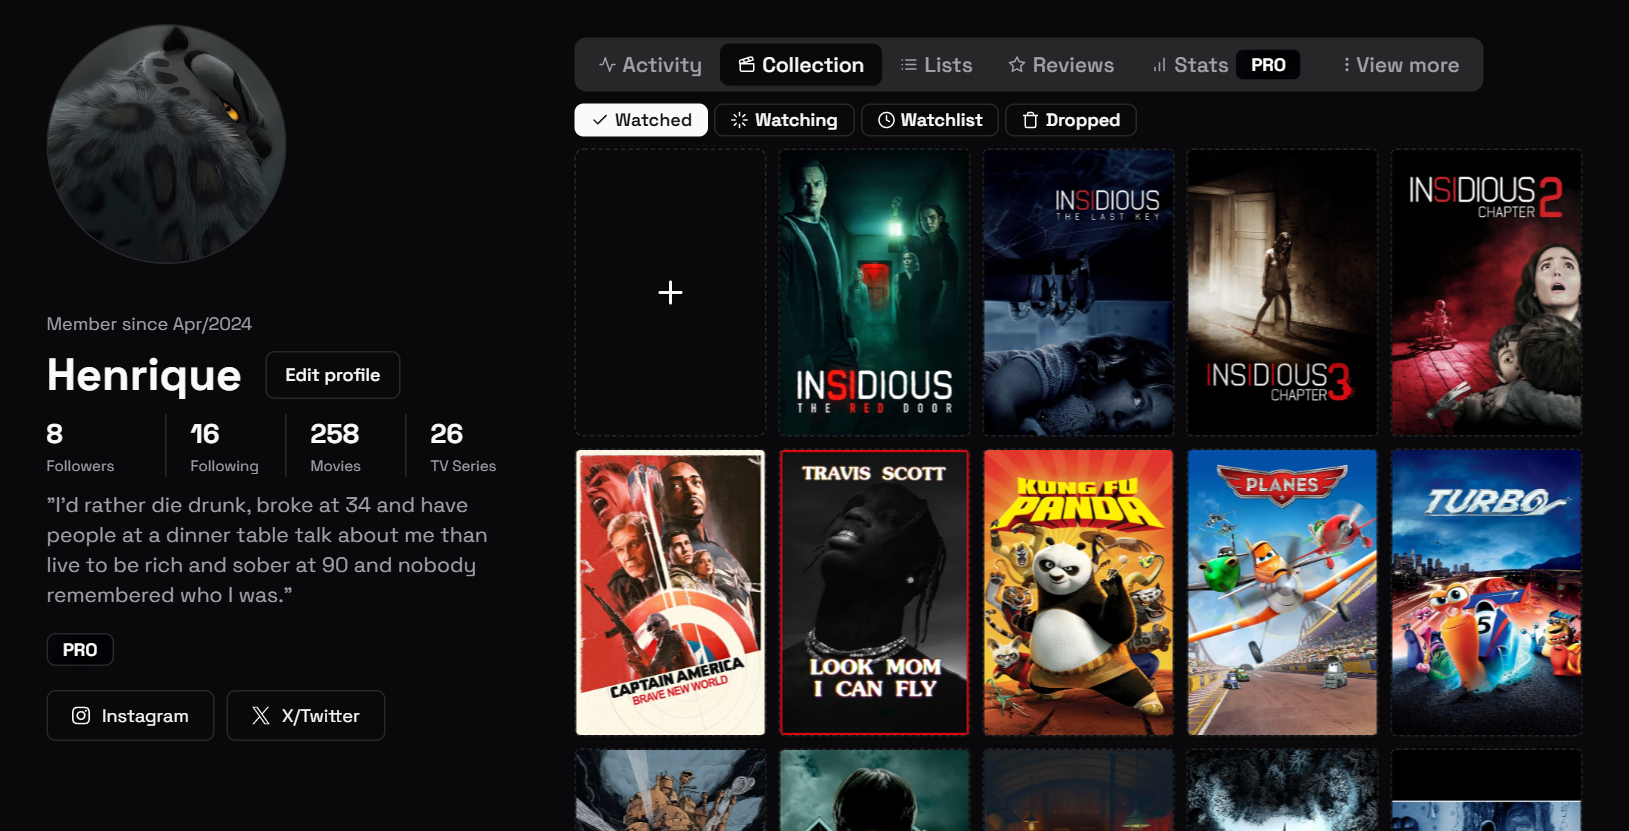 Activity
Collection
Lists
Reviews
Stats
PRO
View more
Watched
Watching
Watchlist
Dropped
Member since Apr/2024
Henrique
Edit profile
8
Followers
16
Following
258
Movies
26
TV Series
"I'd rather die drunk, broke at 34 and have
people at a dinner table talk about me than
live to be rich and sober at 90 and nobody
remembered who I was."
PRO
Instagram
X/Twitter
INSIDIOUS
THE RED DOOR
INSIDIOUS
THE LAST KEY
INSIDIOUS
CHAPTER 3
INSIDIOUS 2
CHAPTER
CAPTAIN AMERICA
BRAVE NEW WORLD
TRAVIS SCOTT
LOOK MOM
I CAN FLY
KUNG FU
PANDA
PLANES
TURBO
5